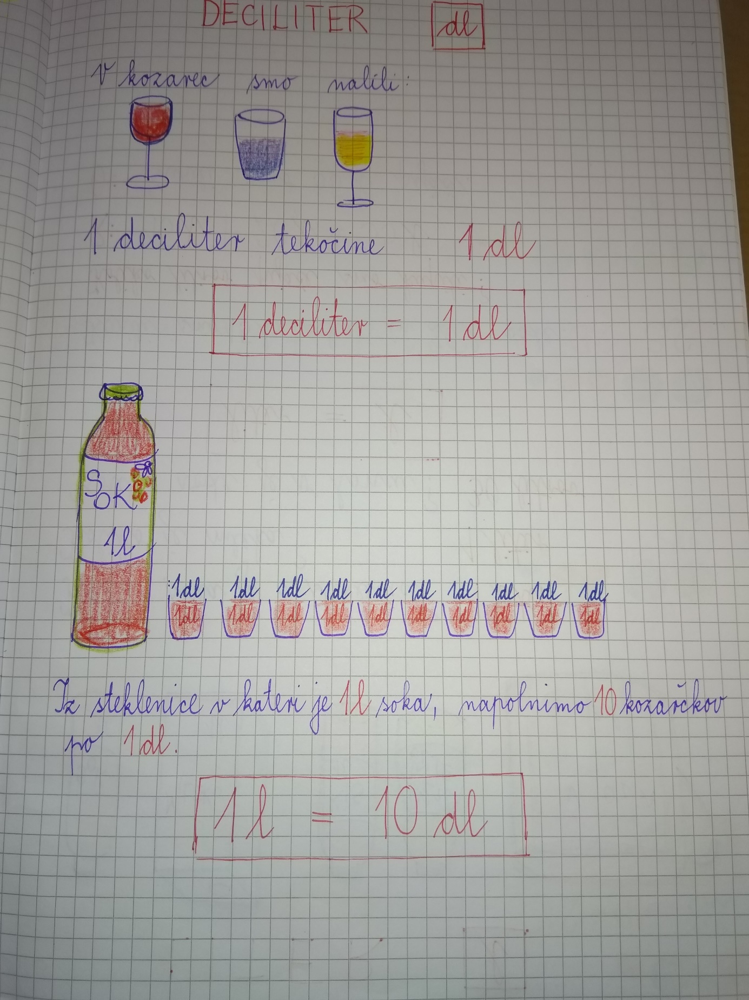 DECILITER dl
V kozarec smo nalili:
1 deciliter tekočine 1 dl
1 deciliter = 1 dl
SOK
1l
1dl 1dl 1dl 1dl 1dl 1dl 1dl 1dl 1dl 1dl
1dl 1dl 1dl 1dl 1dl 1dl 1dl 1dl 1dl 1dl
Iz steklenice v kateri je 1l soka, napolnimo 10 kozarčkov
po 1dl.
1 l = 10 dl